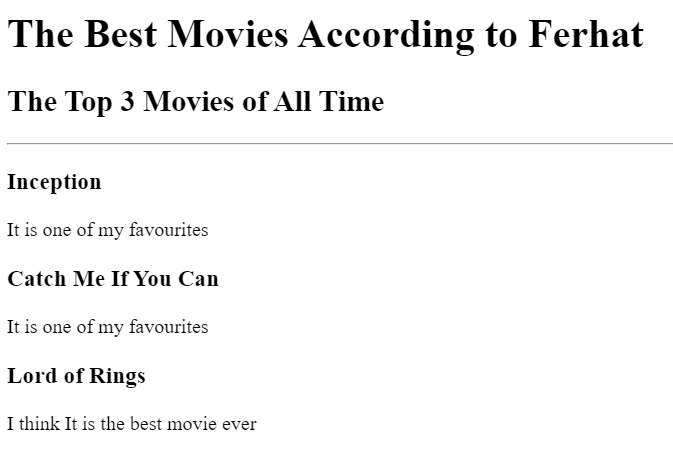 The Best Movies According to Ferhat
The Top 3 Movies of All Time
Inception
It is one of my favourites
Catch Me If You Can
It is one of my favourites
Lord of Rings
I think It is the best movie ever